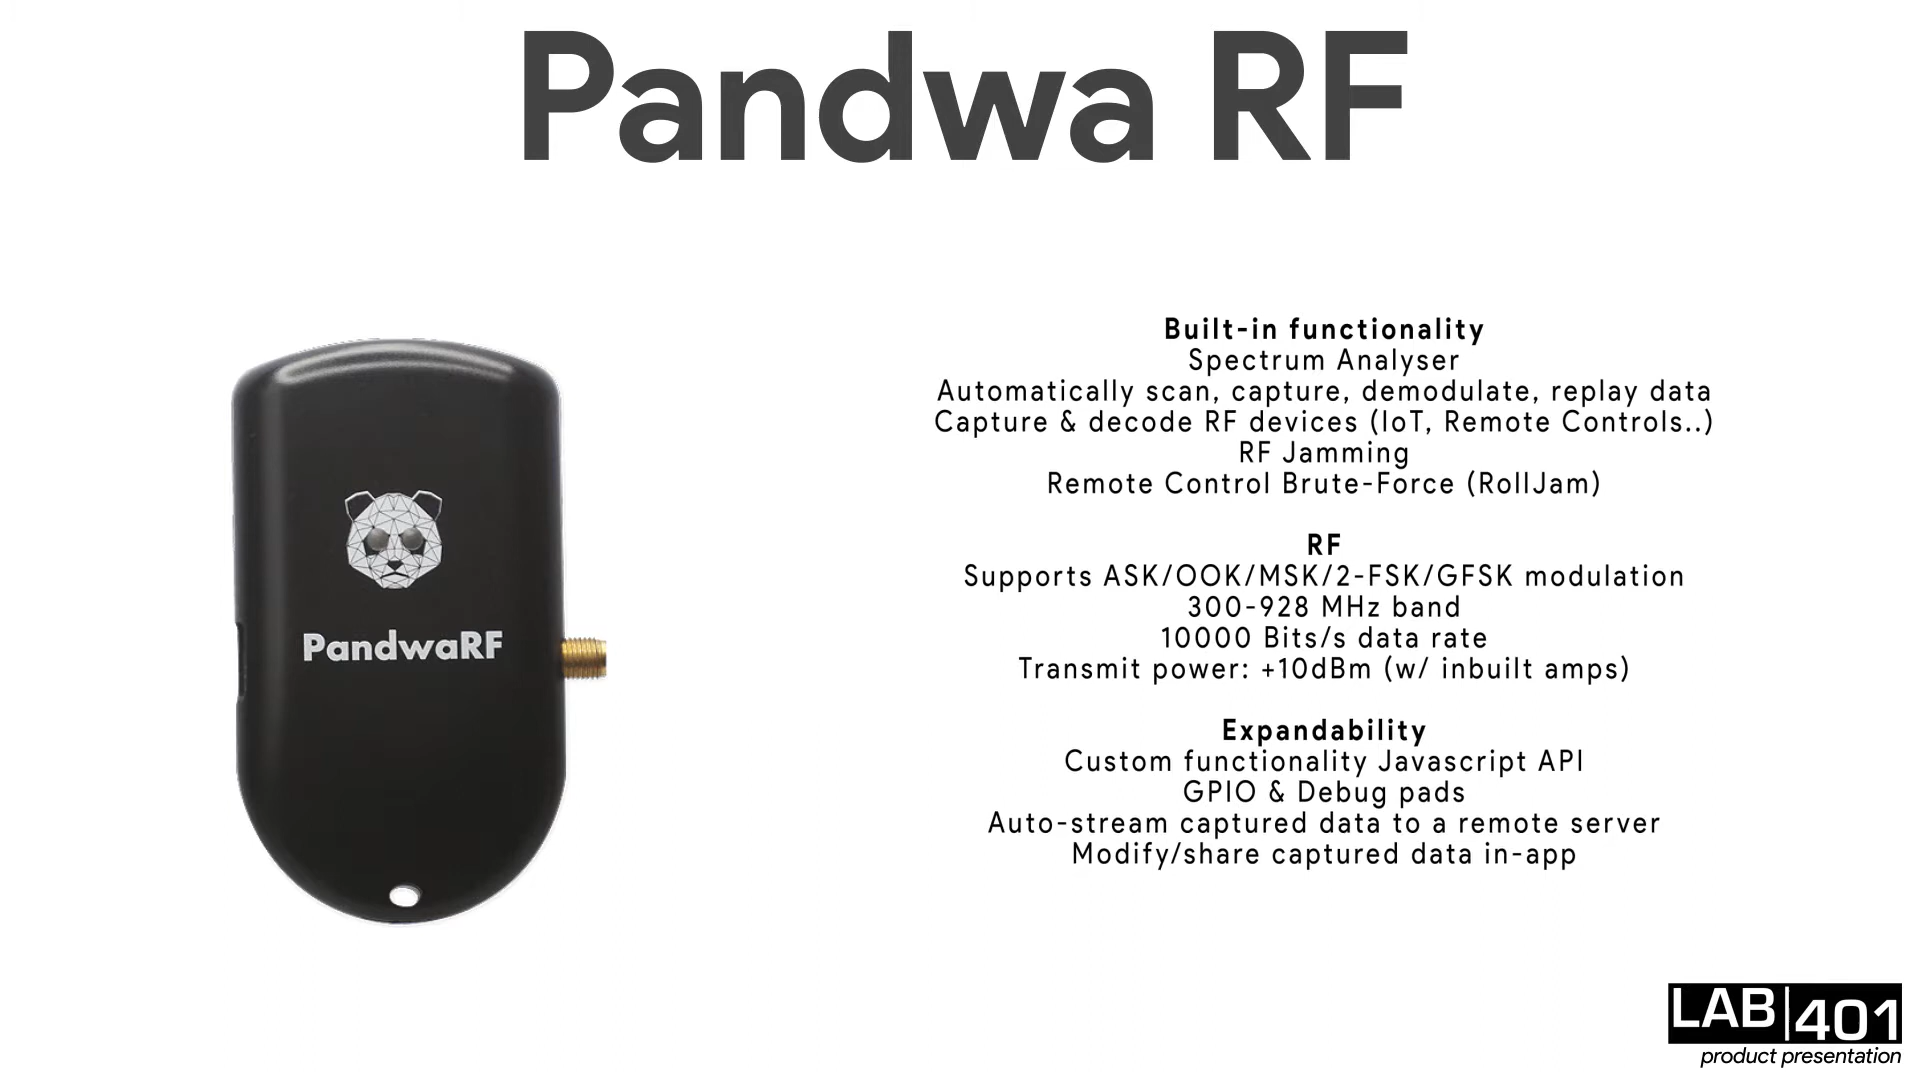 Pandwa RF
PandwaRF
Built-in functionality
Spectrum Analyser
Automatically scan, capture, demodulate, replay data
Capture & decode RF devices (IoT, Remote Controls..)
RF Jamming
Remote Control Brute-Force (RollJam)
RF
Supports ASK/OOK/MSK/2-FSK/GFSK modulation
300-928 MHz band
10000 Bits/s data rate
Transmit power: +10dBm (w/ inbuilt amps)
Expandability
Custom functionality Javascript API
GPIO & Debug pads
Auto-stream captured data to a remote server
Modify/share captured data in-app
LAB|401
product presentation